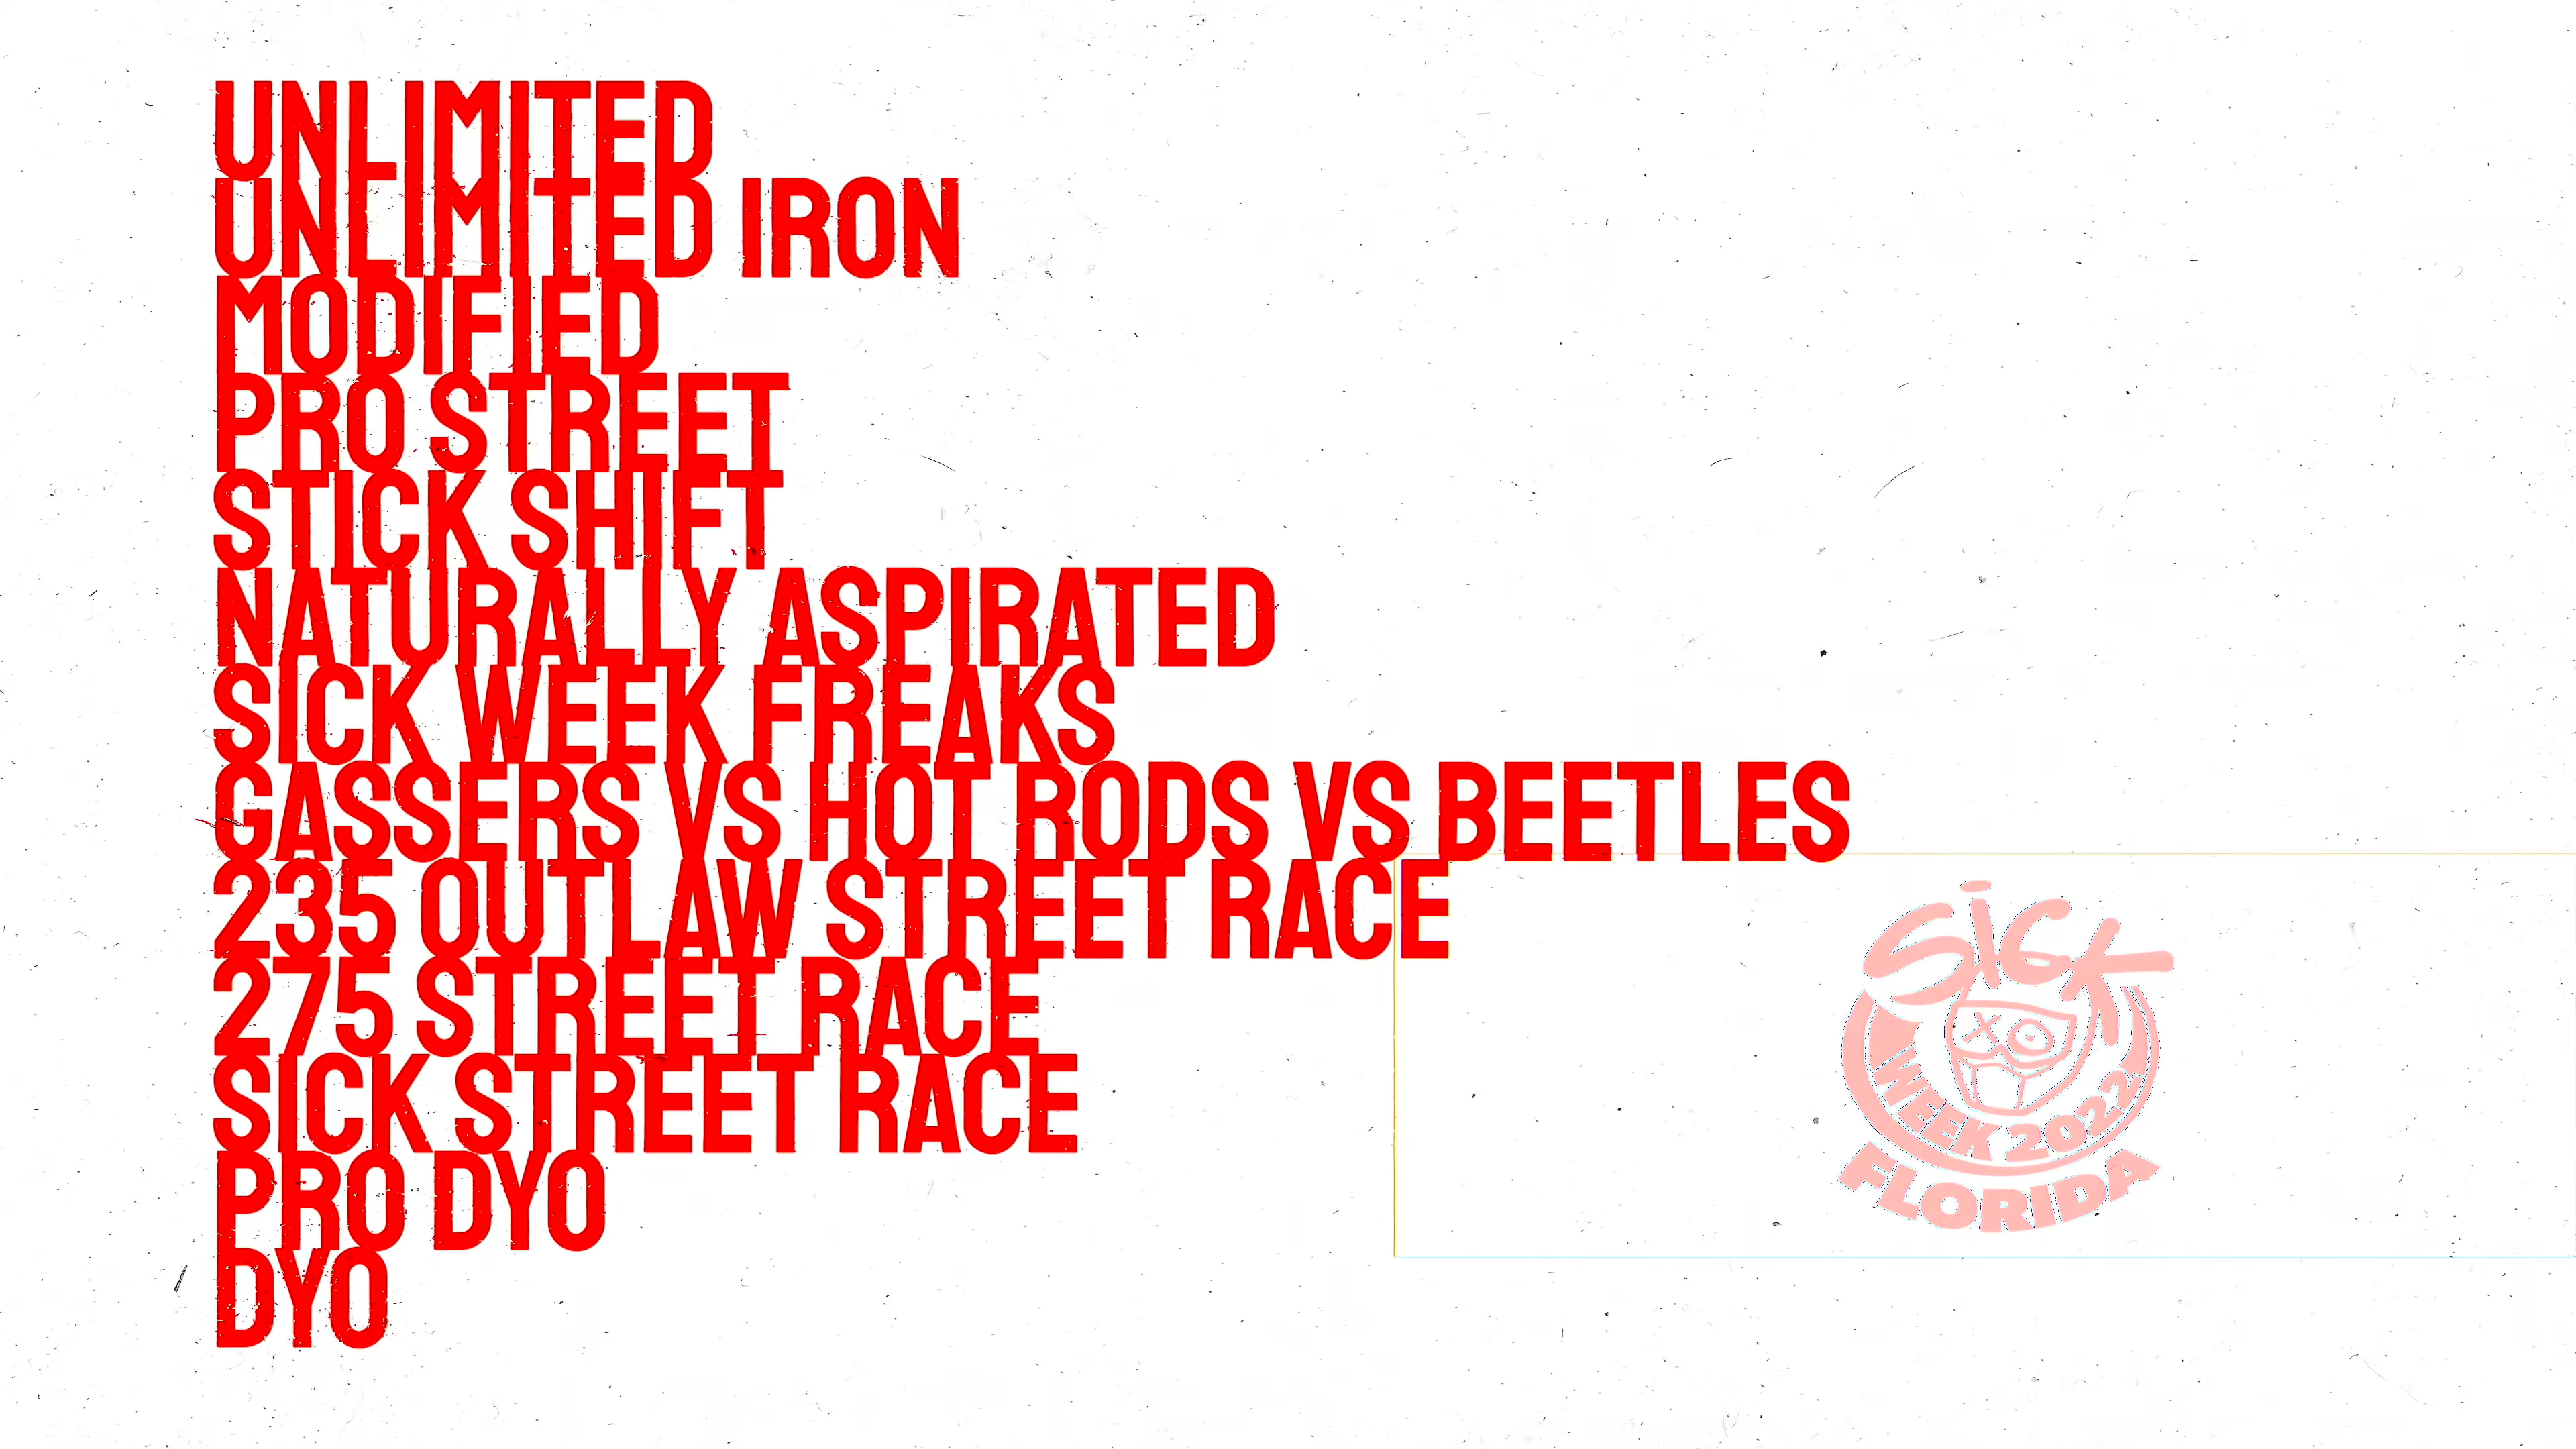 UNLIMITED
UNLIMITED IRON
MODIFIED
PRO STREET
STICK SHIFT
NATURALLY ASPIRATED
SICK WEEK FREAKS
GASSERS VS HOT RODS VS BEETLES
235 OUTLAW STREET RACE
275 STREET RACE
SICK STREET RACE
PRO DYO
DYO
SICK
WEEK 2022
FLORIDA